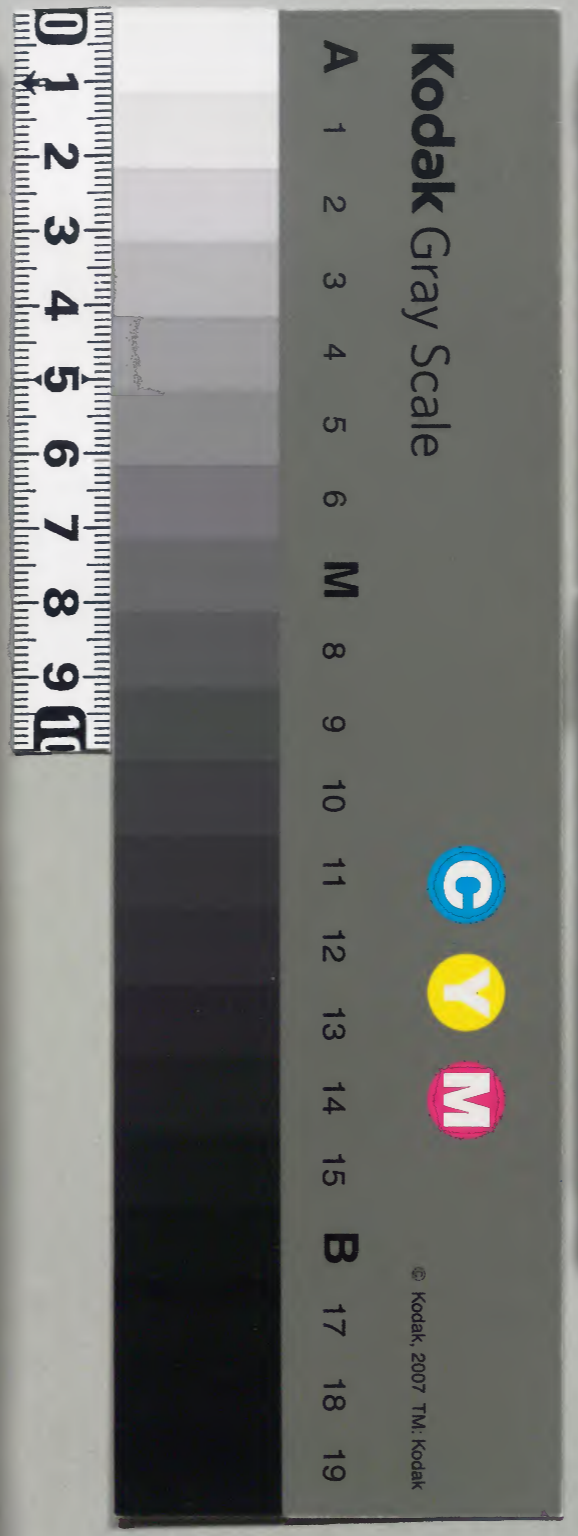 Kodak Gray Scale
C Y M
© Kodak, 2007 TM: Kodak
A 1 2 3 4 5 6 M 8 9 10 11 12 13 14 15 B 17 18 19
0 1 2 3 4 5 6 7 8 9 10